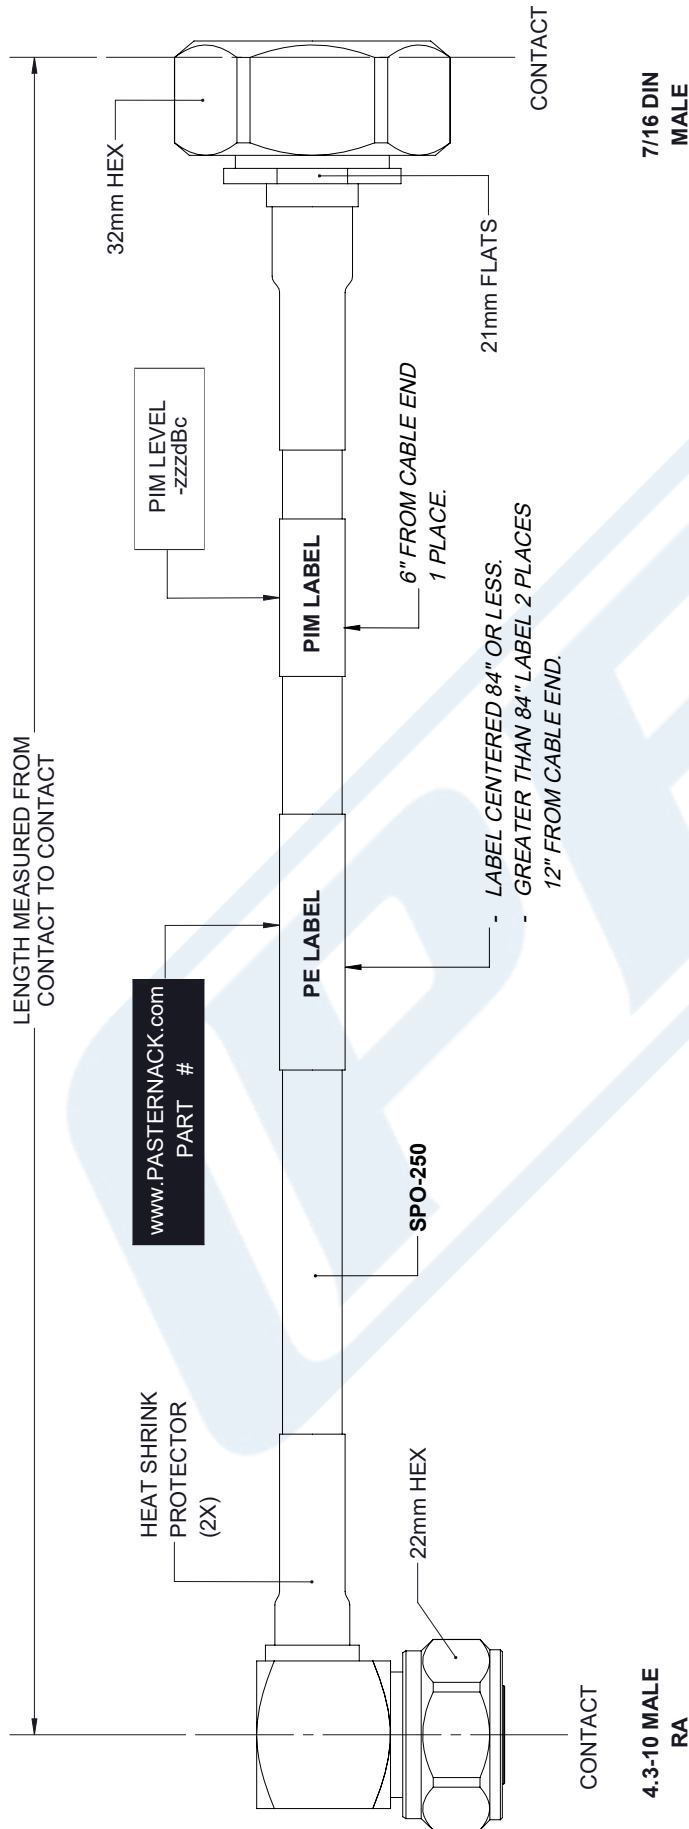 LENGTH MEASURED FROM
CONTACT TO CONTACT
HEAT SHRINK
PROTECTOR
(2X)
www.PASTERNACK.com
PART #
PIM LEVEL
-zzzdBc
32mm HEX
PE LABEL
PIM LABEL
22mm HEX
SPO-250
- LABEL CENTERED 84" OR LESS.
- GREATER THAN 84" LABEL 2 PLACES
12" FROM CABLE END.
6" FROM CABLE END
1 PLACE.
21mm FLATS
CONTACT
CONTACT
4.3-10 MALE
RA
7/16 DIN
MALE